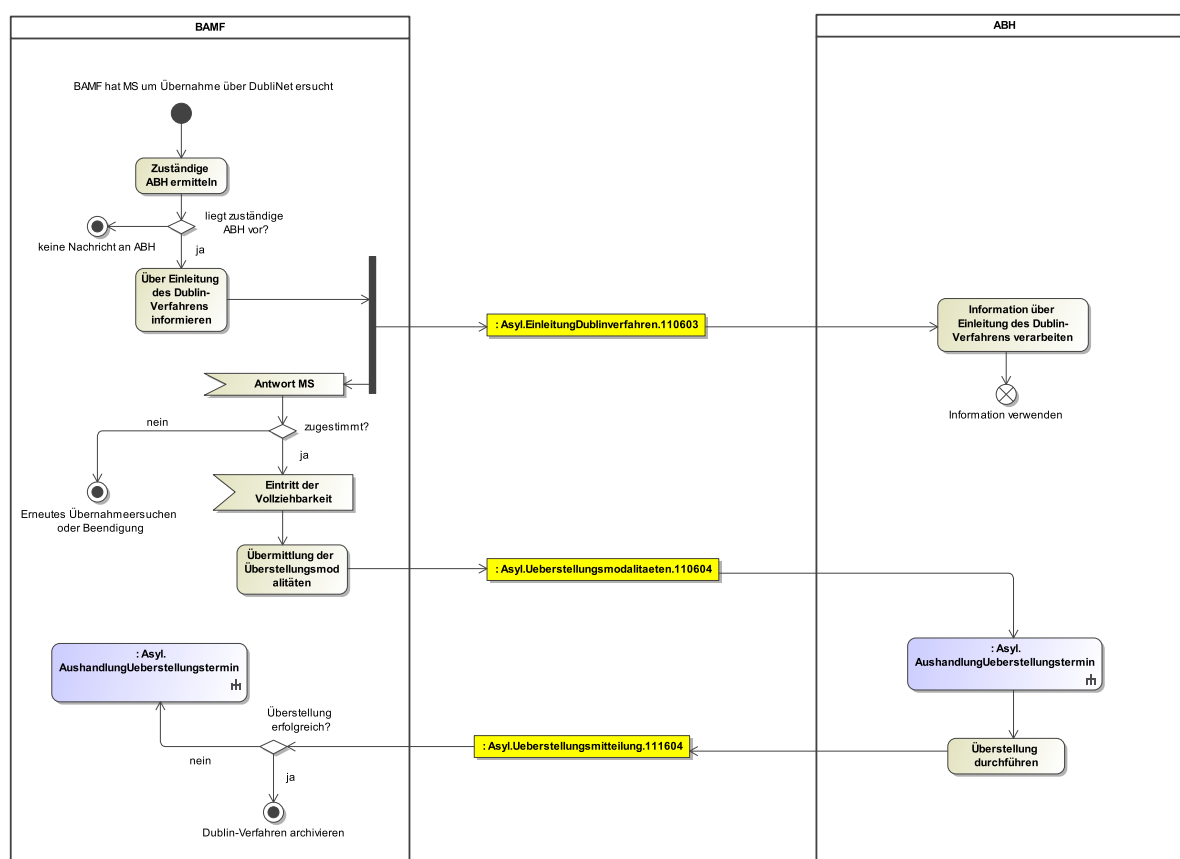 BAMF
ABH
BAMF hat MS um Übernahme über DubliNet ersucht
Zuständige
ABH ermitteln
liegt zuständige
ABH vor?
keine Nachricht an ABH
ja
Über Einleitung
des Dublin-
Verfahrens
informieren
: Asyl.EinleitungDublinverfahren.110603
Information über
Einleitung des Dublin-
Verfahrens verarbeiten
Information verwenden
Antwort MS
zugestimmt?
nein
ja
Eintritt der
Vollziehbarkeit
Erneutes Übernahmeersuchen
oder Beendigung
Übermittlung der
Überstellungsmod
alitäten
: Asyl.Ueberstellungsmodalitaeten.110604
: Asyl.
AushandlungUeberstellungstermin
: Asyl.
AushandlungUeberstellungstermin
Überstellung
erfolgreich?
: Asyl.Ueberstellungsmitteilung.111604
Überstellung
durchführen
nein
ja
Dublin-Verfahren archivieren